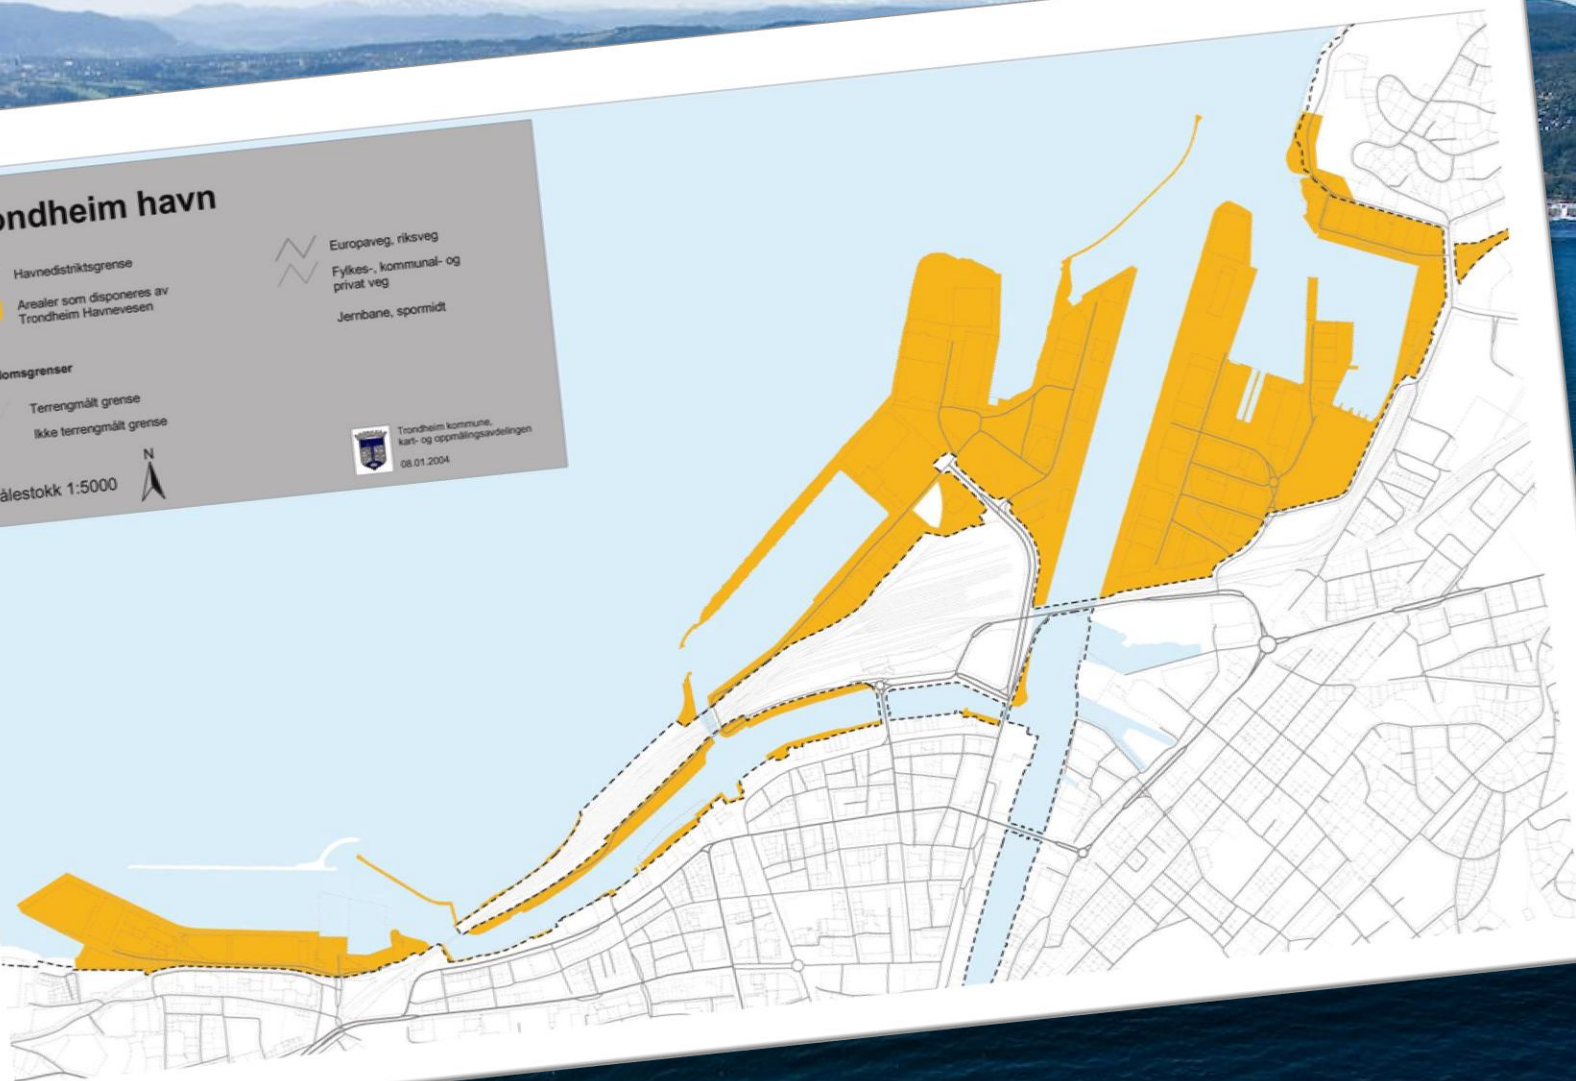 ondheim havn
Havnedistriktsgrense
Arealer som disponeres av
Trondheim Havnevesen
omsgrenser
Terrengmålt grense
Ikke terrengmålt grense
ålestokk 1:5000
N
Europaveg, riksveg
Fylkes-, kommunal- og
privat veg
Jernbane, spormidt
Trondheim kommune,
kart- og oppmålingsavdelingen
08.01.2004